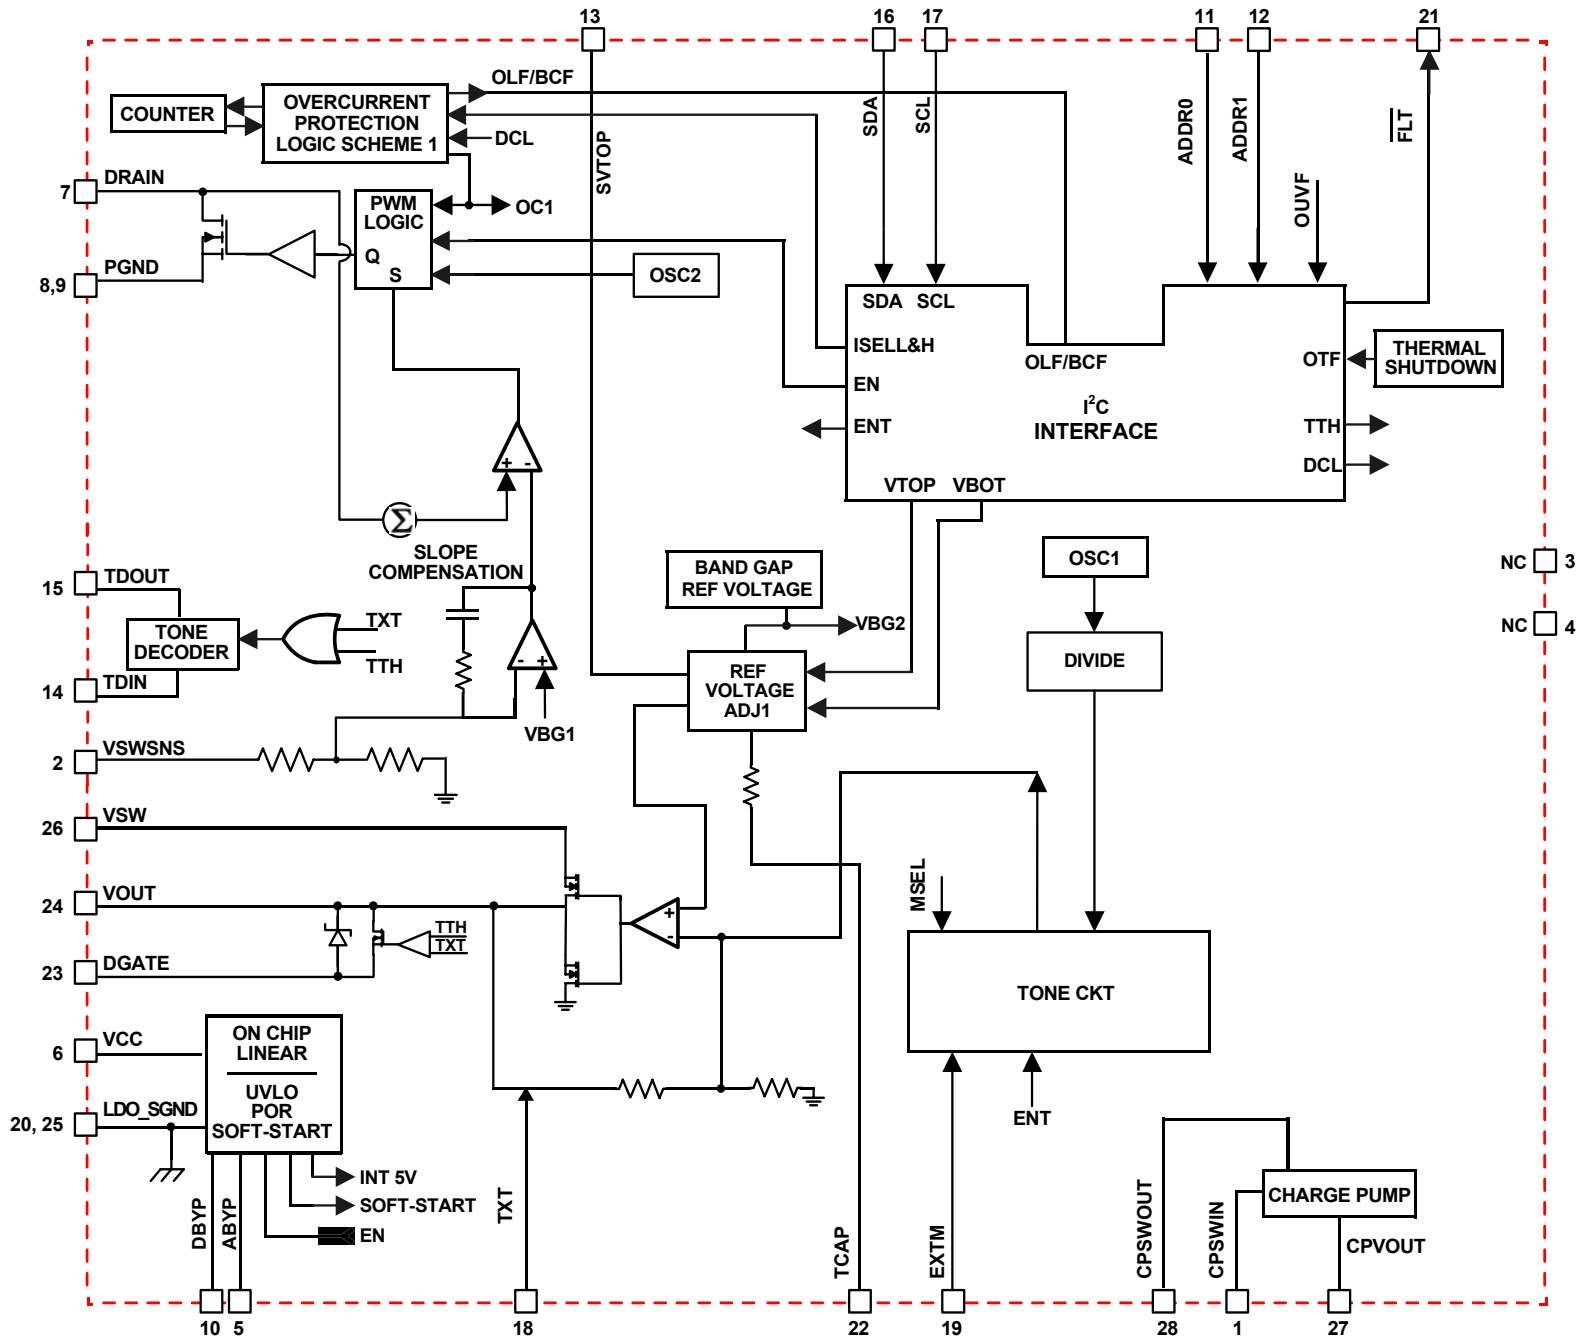 13
16
17
11
12
21
OLF/BCF
COUNTER
OVERCURRENT
PROTECTION
LOGIC SCHEME 1
DCL
SVTOP
SDA
SCL
ADDR0
ADDR1
FLT
OUVF
7
DRAIN
PWM
LOGIC
Q
S
OC1
8,9
PGND
OSC2
SDA SCL
ISELL&H
EN
ENT
OLF/BCF
I²C
INTERFACE
OTF
TTH
DCL
VTOP VBOT
THERMAL
SHUTDOWN
+ -
Σ
SLOPE
COMPENSATION
15
TDOUT
TONE
DECODER
TXT
TTH
14
TDIN
- +
VBG1
BAND GAP
REF VOLTAGE
VBG2
REF
VOLTAGE
ADJ1
OSC1
DIVIDE
NC
3
NC
4
2
VSWSNS
26
VSW
24
VOUT
TTH
TXT
+
-
23
DGATE
MSEL
TONE CKT
6
VCC
ON CHIP
LINEAR
UVLO
POR
SOFT-START
20, 25
LDO_SGND
INT 5V
SOFT-START
EN
DBYP
ABYP
TXT
TCAP
EXTM
ENT
CPSWOUT
CPSWIN
CHARGE PUMP
CPVOUT
10
5
18
22
19
28
1
27